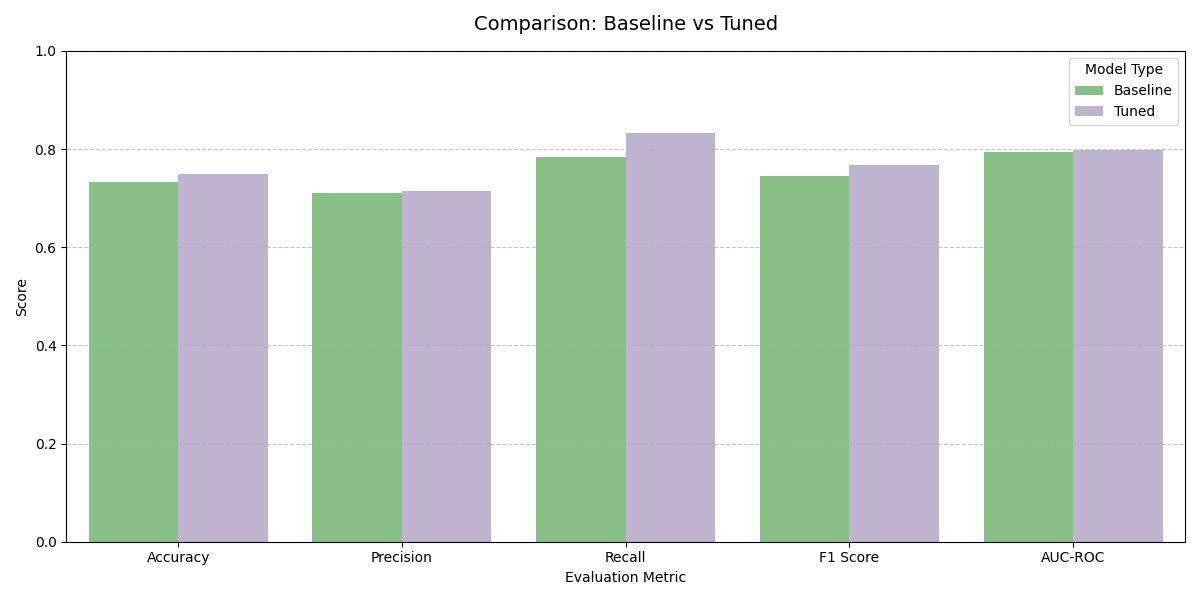 Comparison: Baseline vs Tuned
Model Type
Baseline
Tuned
Score
1.0
0.8
0.6
0.4
0.2
0.0
Accuracy
Precision
Recall
F1 Score
AUC-ROC
Evaluation Metric